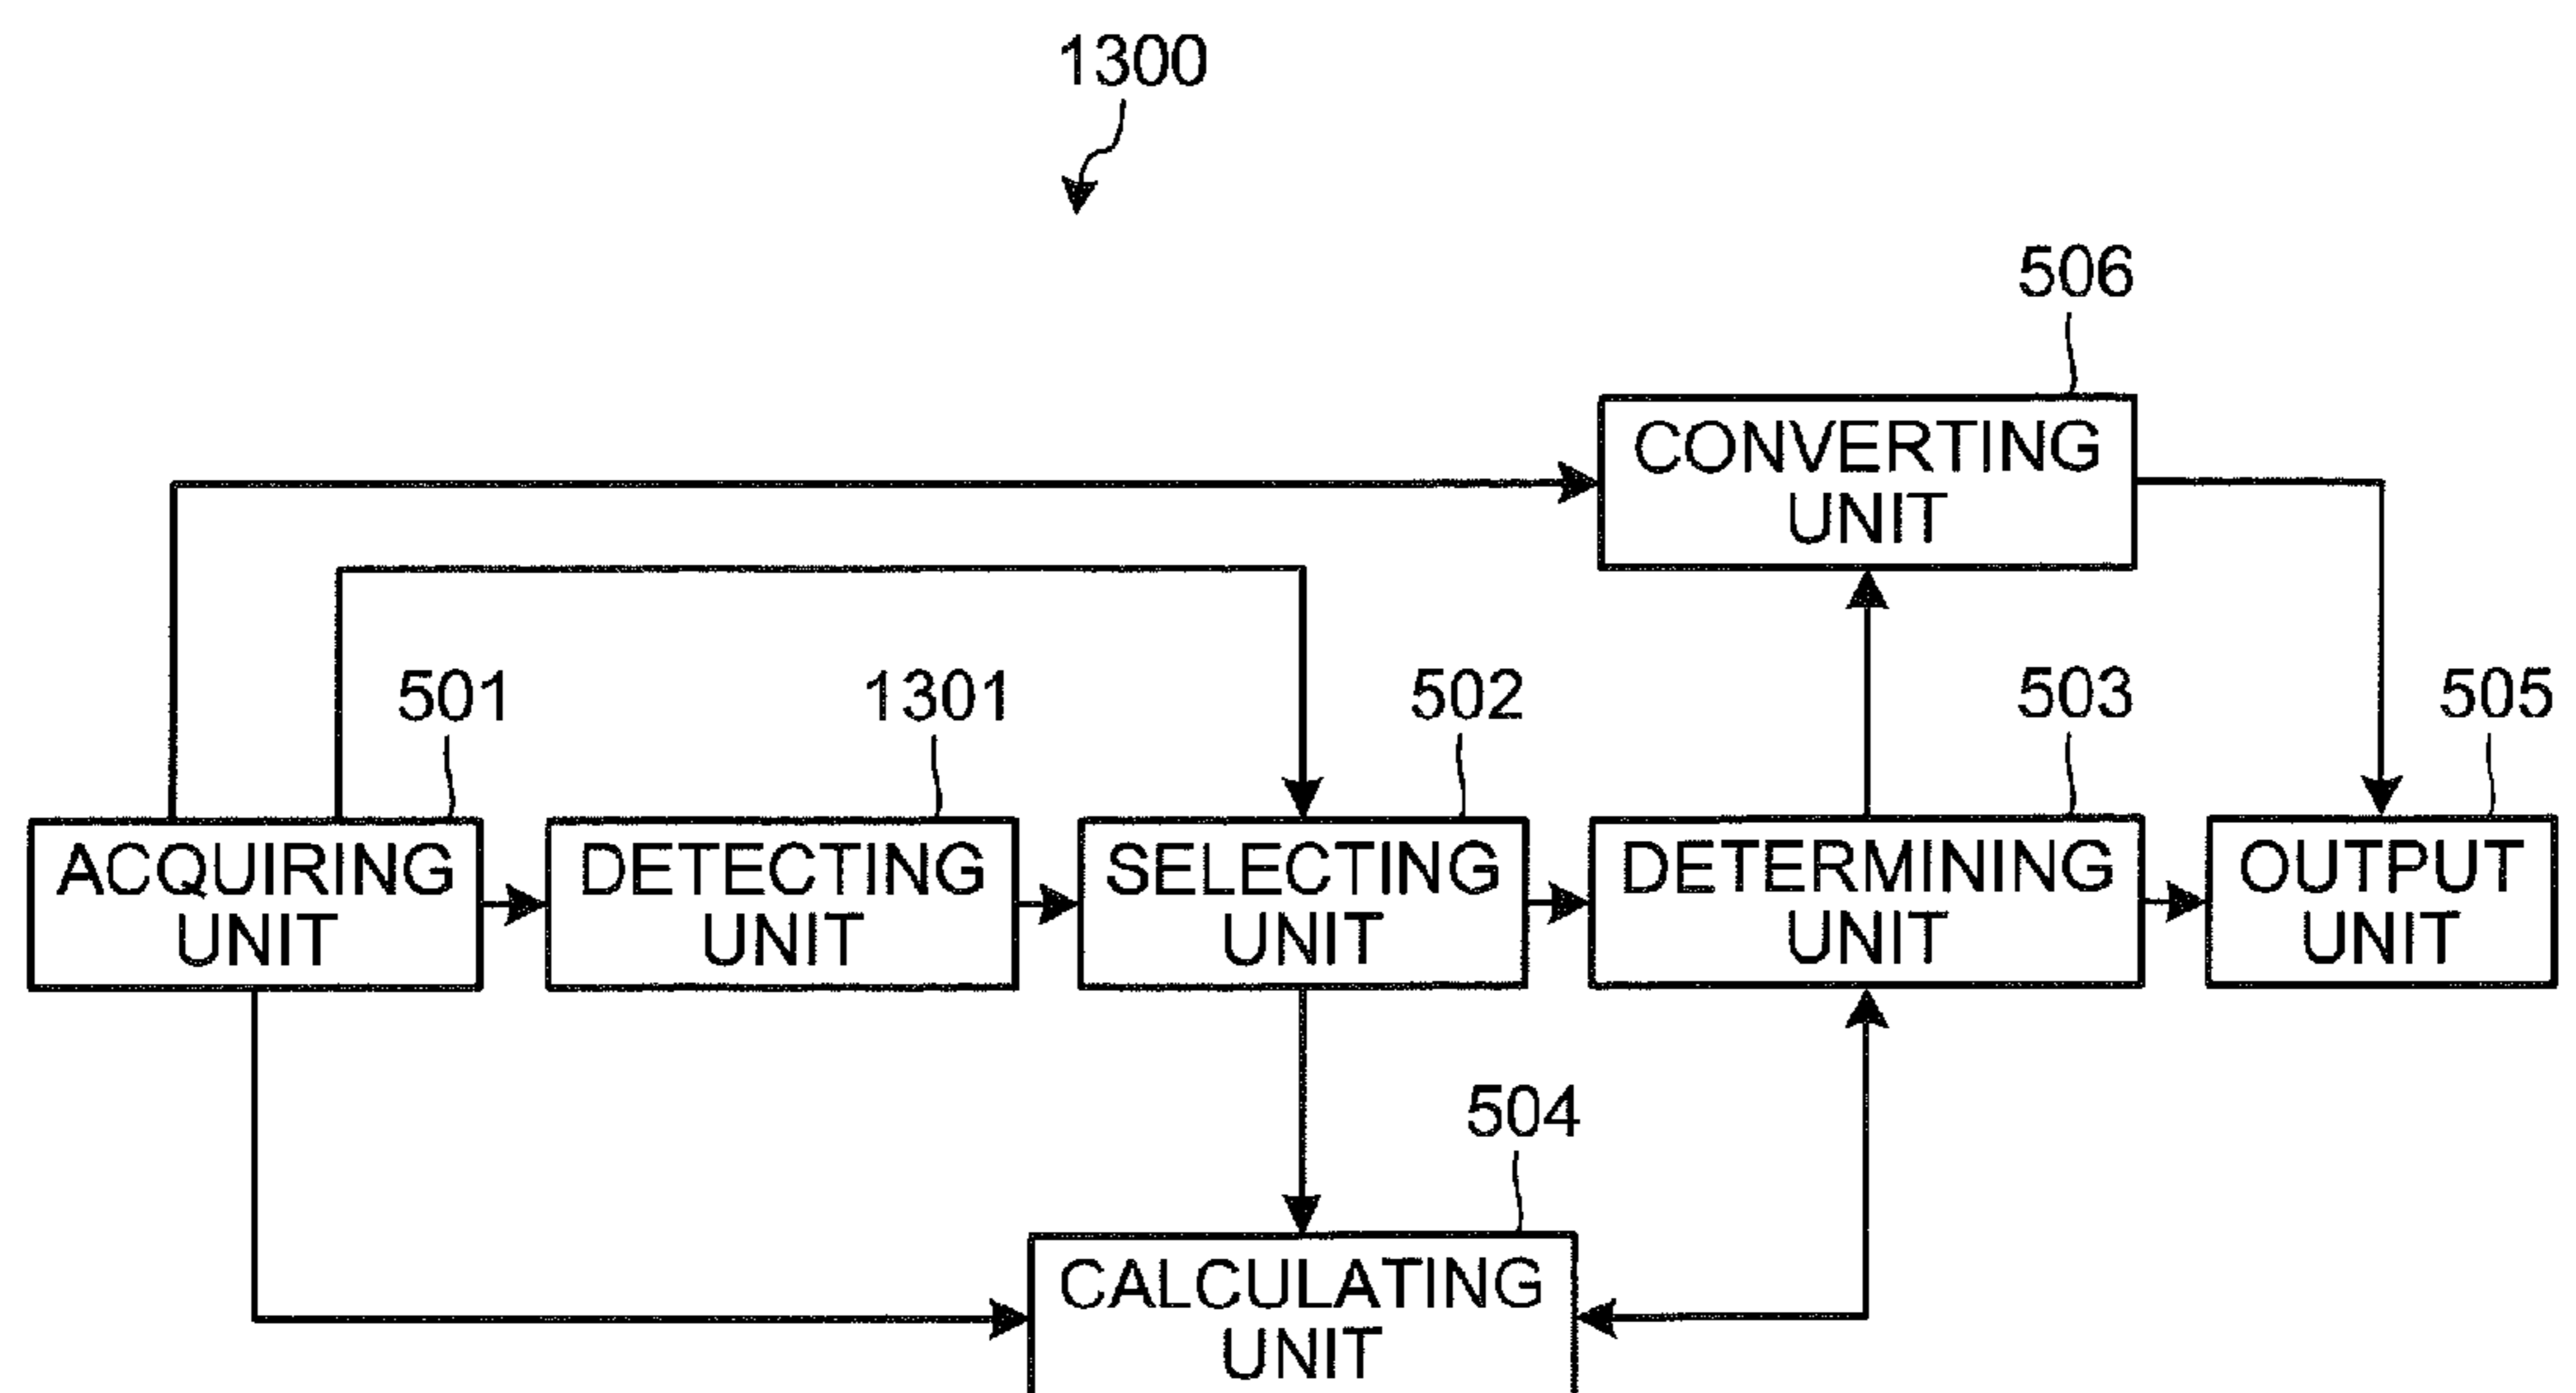 1300
506
CONVERTING
UNIT
501
1301
502
503
505
ACQUIRING
UNIT
DETECTING
UNIT
SELECTING
UNIT
DETERMINING
UNIT
OUTPUT
UNIT
504
CALCULATING
UNIT